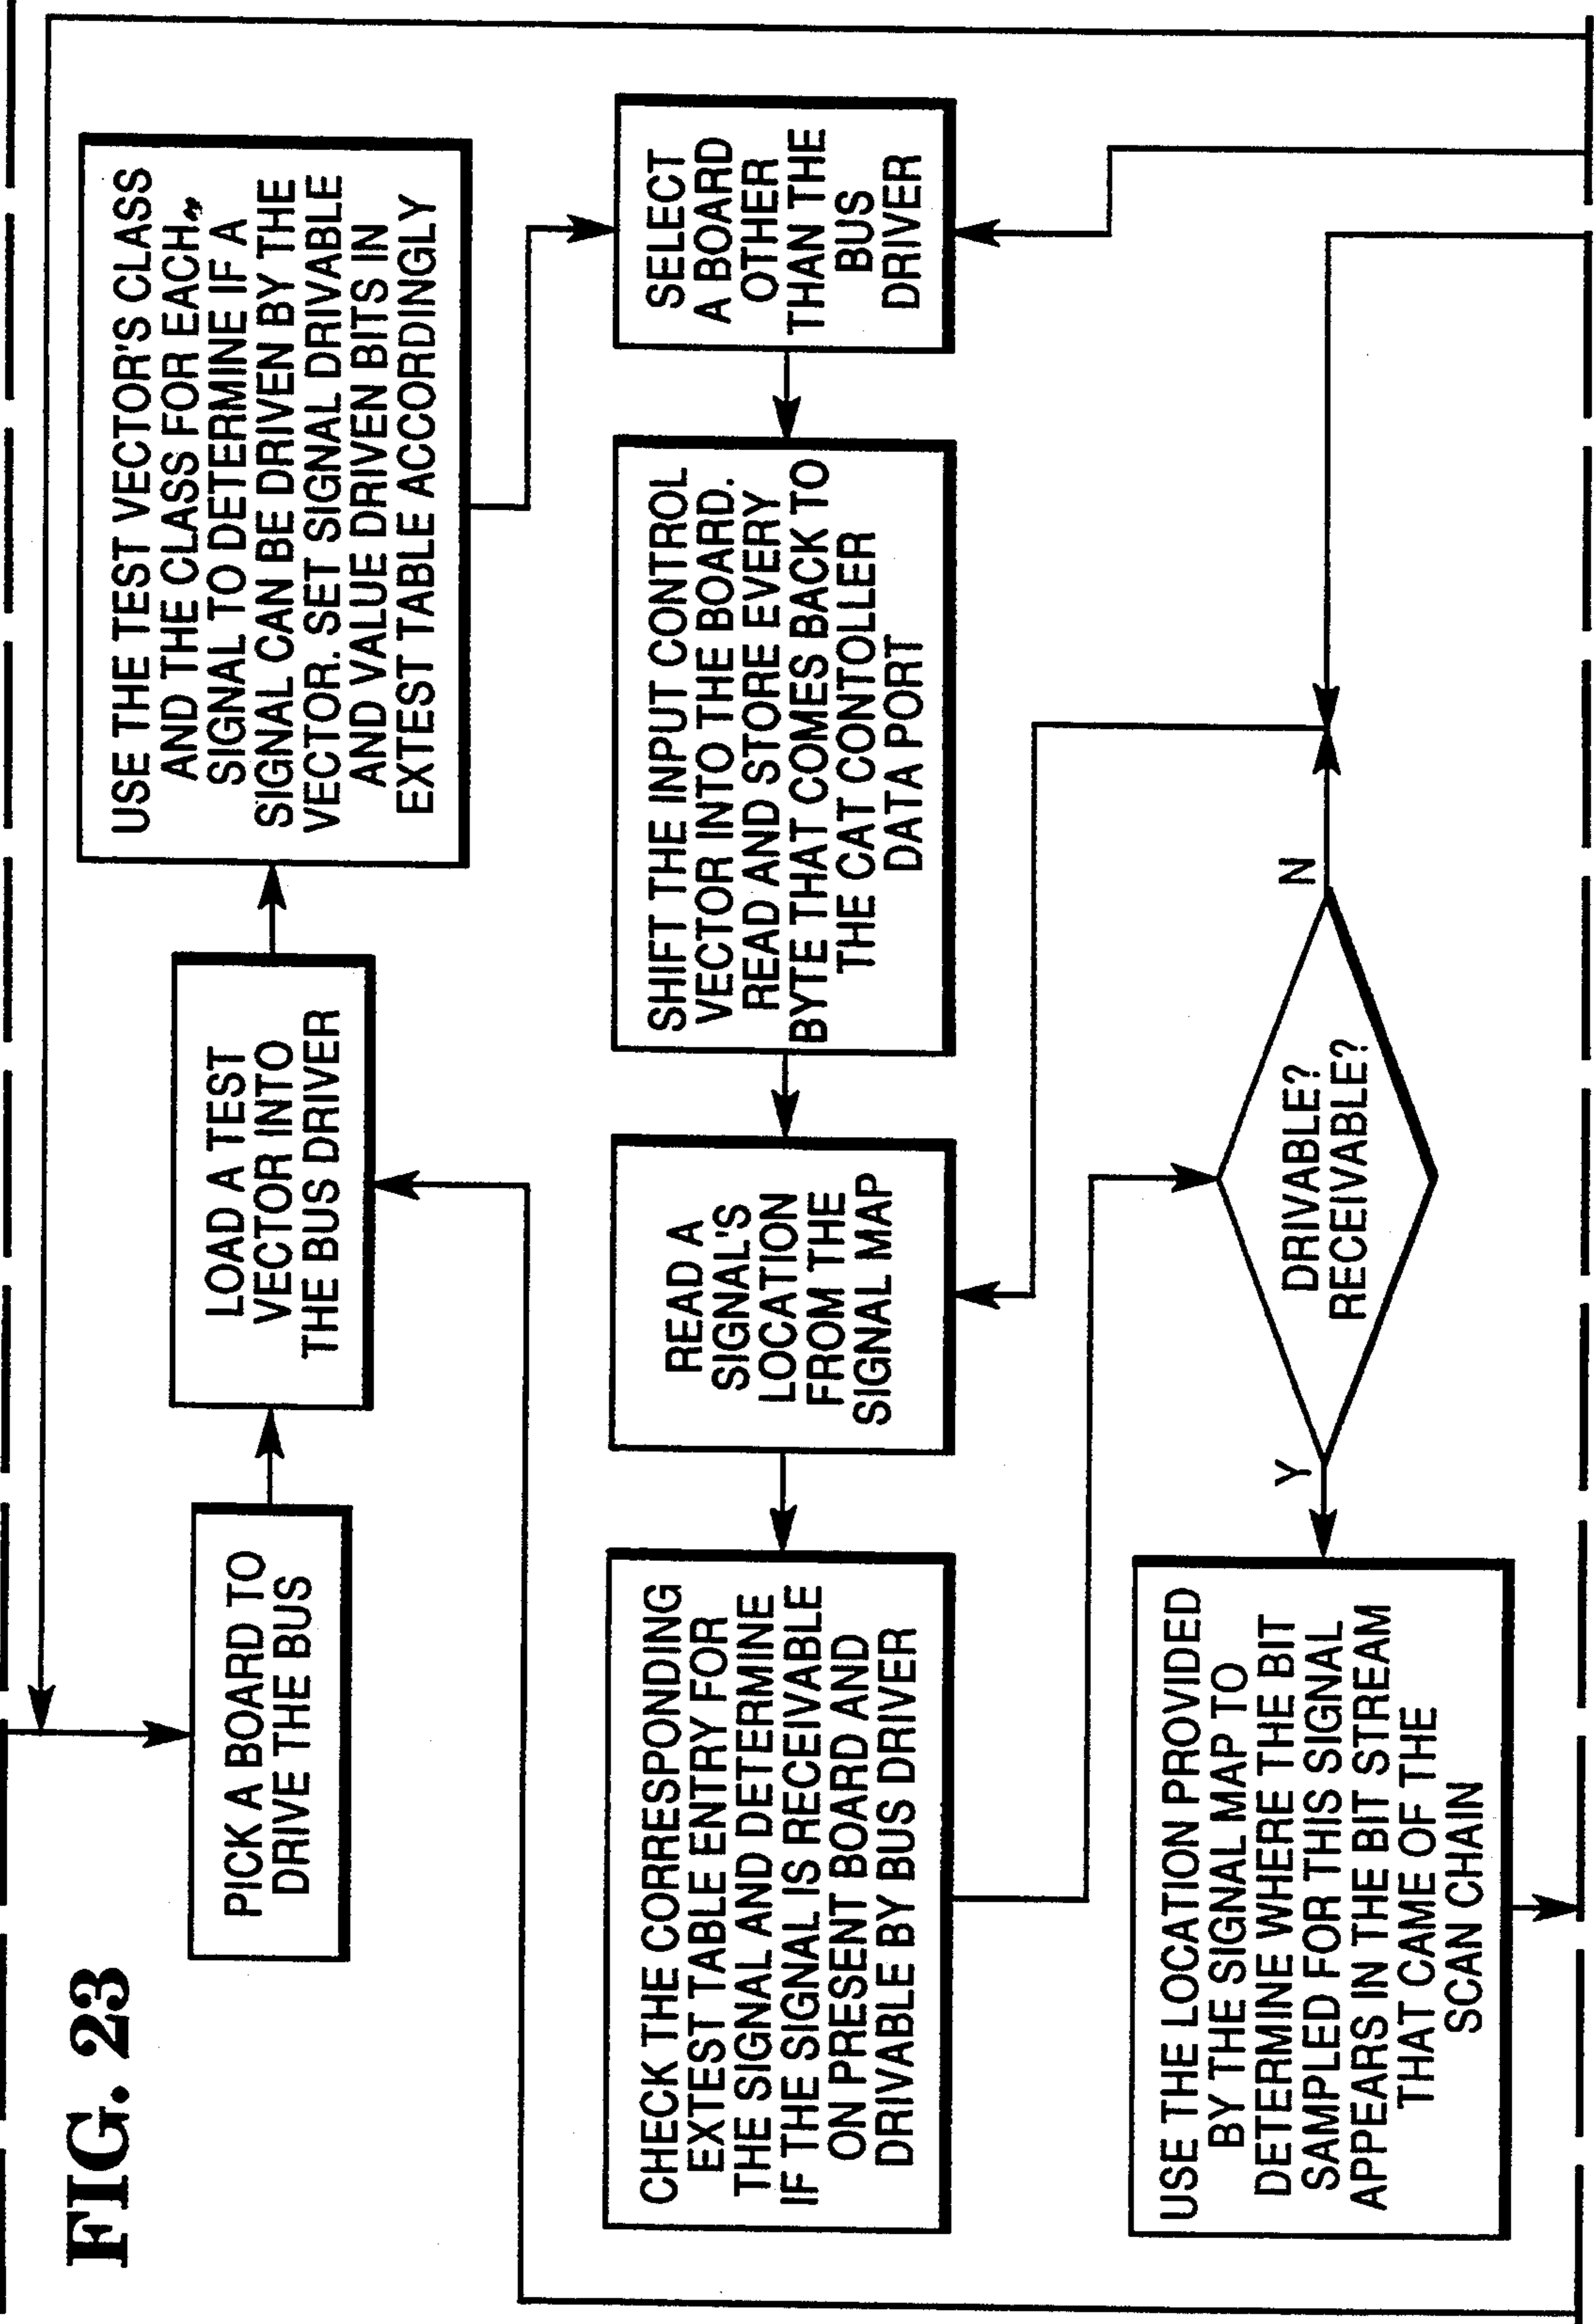 FIG. 23
PICK A BOARD TO
DRIVE THE BUS
LOAD A TEST
VECTOR INTO
THE BUS DRIVER
USE THE TEST VECTOR'S CLASS
AND THE CLASS FOR EACH
SIGNAL TO DETERMINE IF A
SIGNAL CAN BE DRIVEN BY THE
VECTOR. SET SIGNAL DRIVABLE
AND VALUE DRIVEN BITS IN
EXTEST TABLE ACCORDINGLY
SELECT
A BOARD
OTHER
THAN THE
BUS
DRIVER
SHIFT THE INPUT CONTROL
VECTOR INTO THE BOARD.
READ AND STORE EVERY
BYTE THAT COMES BACK TO
THE CAT CONTOLLER
DATA PORT
READ A
SIGNAL'S
LOCATION
FROM THE
SIGNAL MAP
CHECK THE CORRESPONDING
EXTEST TABLE ENTRY FOR
THE SIGNAL AND DETERMINE
IF THE SIGNAL IS RECEIVABLE
ON PRESENT BOARD AND
DRIVABLE BY BUS DRIVER
DRIVABLE?
RECEIVABLE?
N
Y
USE THE LOCATION PROVIDED
BY THE SIGNAL MAP TO
DETERMINE WHERE THE BIT
SAMPLED FOR THIS SIGNAL
APPEARS IN THE BIT STREAM
THAT CAME OF THE
SCAN CHAIN